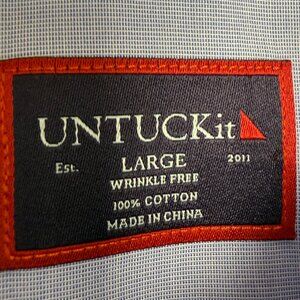 UNTUCKit
Est. LARGE 2011
WRINKLE FREE
100% COTTON
MADE IN CHINA